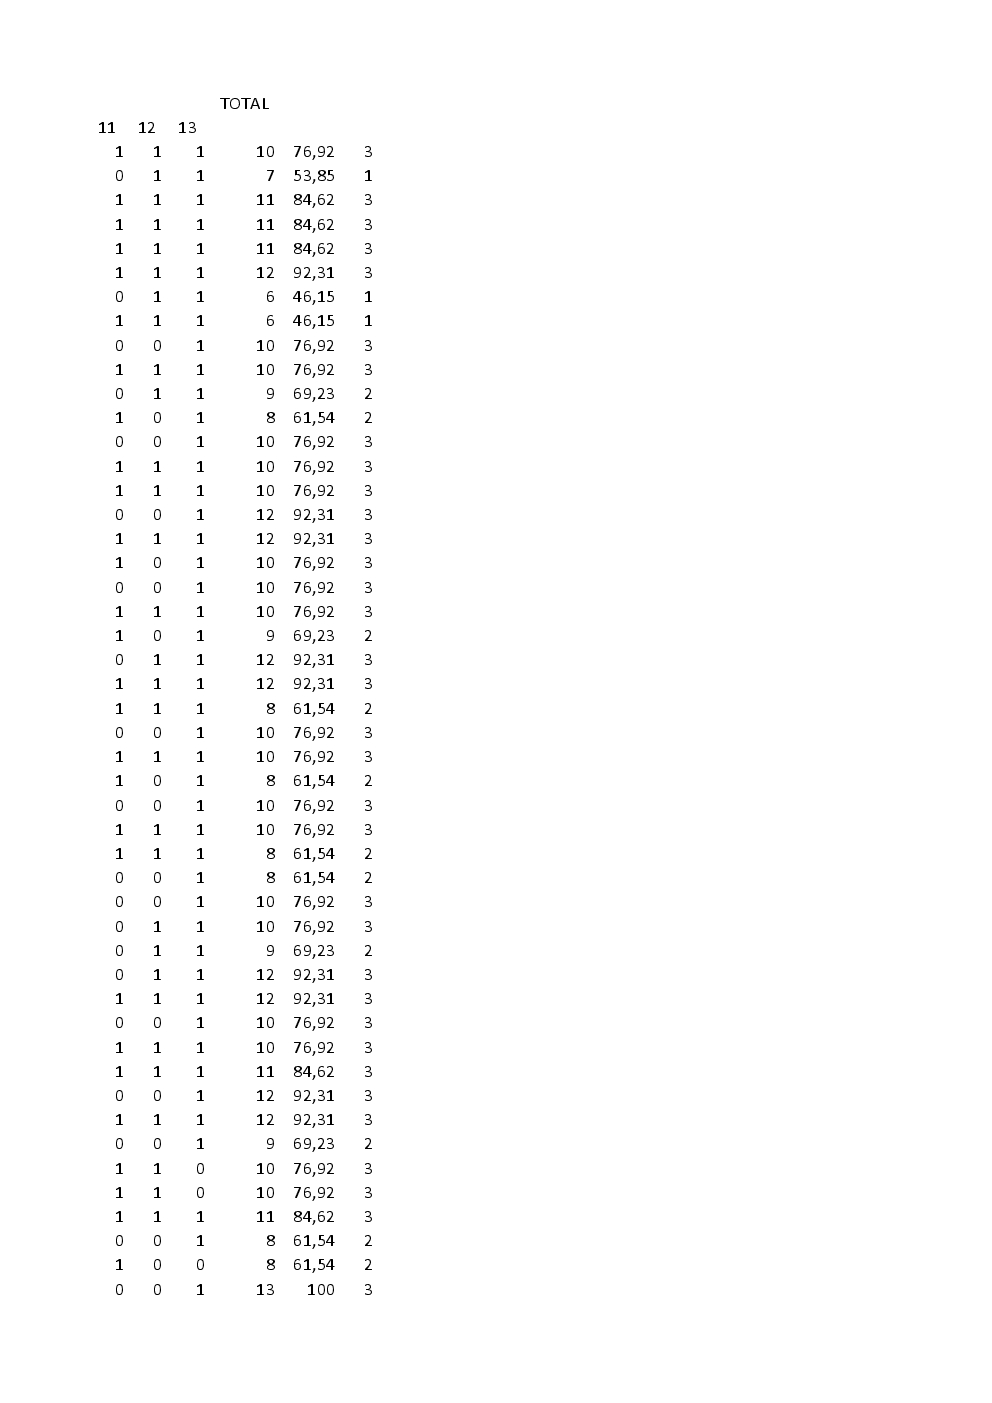 TOTAL
11 12 13
1 1 1 10 76,92 3
0 1 1 7 53,85 1
1 1 1 11 84,62 3
1 1 1 11 84,62 3
1 1 1 11 84,62 3
1 1 1 12 92,31 3
0 1 1 6 46,15 1
1 1 1 6 46,15 1
0 0 1 10 76,92 3
1 1 1 10 76,92 3
0 1 1 9 69,23 2
1 0 1 8 61,54 2
0 0 1 10 76,92 3
1 1 1 10 76,92 3
1 1 1 10 76,92 3
0 0 1 12 92,31 3
1 1 1 12 92,31 3
1 0 1 10 76,92 3
0 0 1 10 76,92 3
1 1 1 10 76,92 3
1 0 1 9 69,23 2
0 1 1 12 92,31 3
1 1 1 12 92,31 3
1 1 1 8 61,54 2
0 0 1 10 76,92 3
1 1 1 10 76,92 3
1 0 1 8 61,54 2
0 0 1 10 76,92 3
1 1 1 10 76,92 3
1 1 1 8 61,54 2
0 0 1 8 61,54 2
0 0 1 10 76,92 3
0 1 1 10 76,92 3
0 1 1 9 69,23 2
0 1 1 12 92,31 3
1 1 1 12 92,31 3
0 0 1 10 76,92 3
1 1 1 10 76,92 3
1 1 1 11 84,62 3
0 0 1 12 92,31 3
1 1 1 12 92,31 3
0 0 1 9 69,23 2
1 1 0 10 76,92 3
1 1 0 10 76,92 3
1 1 1 11 84,62 3
0 0 1 8 61,54 2
1 0 0 8 61,54 2
0 0 1 13 100 3